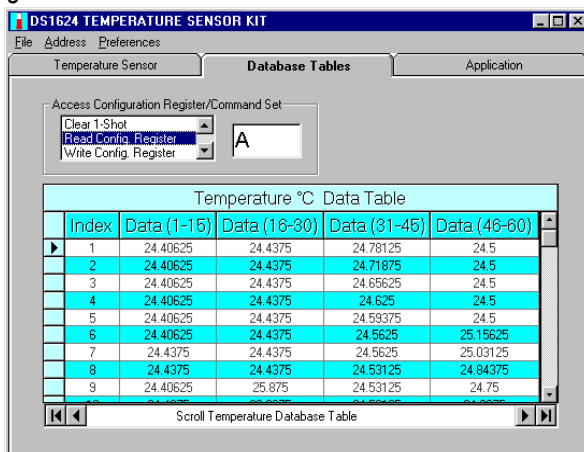 DS1624 TEMPERATURE SENSOR KIT
File Address Preferences
Temperature Sensor Database Tables Application
Access Configuration Register/Command Set
Clear 1-Shot
Read Config. Register
Write Config. Register
A
Temperature °C Data Table
Index Data (1-15) Data (16-30) Data (31-45) Data (46-60)
1 24.40625 24.4375 24.78125 24.5
2 24.40625 24.4375 24.71875 24.5
3 24.40625 24.4375 24.65625 24.5
4 24.40625 24.4375 24.625 24.5
5 24.40625 24.4375 24.59375 24.5
6 24.40625 24.4375 24.5625 25.15625
7 24.4375 24.4375 24.5625 25.03125
8 24.4375 24.4375 24.53125 24.84375
9 24.40625 25.875 24.53125 24.75
Scroll Temperature Database Table